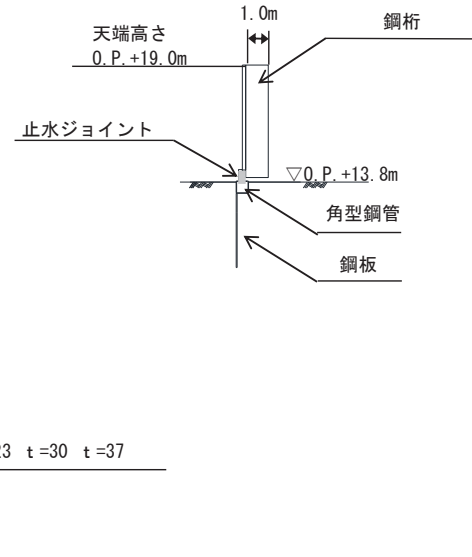 1.0m
鋼桁
天端高さ
O.P.+19.0m
止水ジョイント
▽O.P.+13.8m
角型鋼管
鋼板
23 t=30 t=37